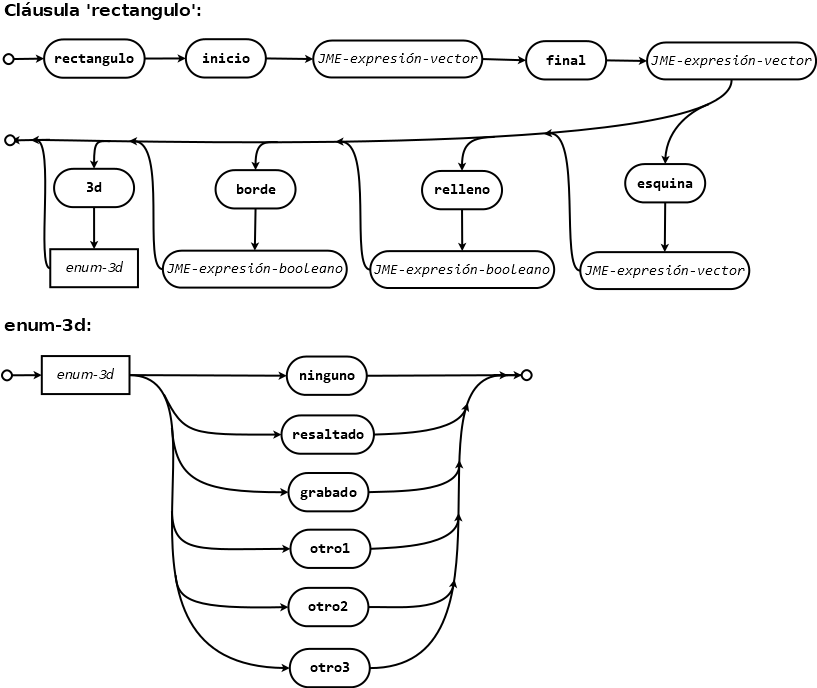 Cláusula 'rectangulo':
rectangulo inicio JME-expresión-vector final JME-expresión-vector
3d borde relleno esquina
enum-3d JME-expresión-booleano JME-expresión-booleano JME-expresión-vector
enum-3d:
enum-3d ninguno
resaltado
grabado
otro1
otro2
otro3